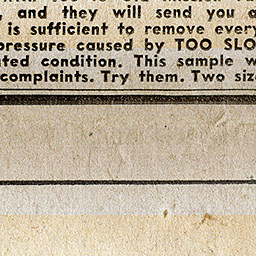 , and they will send you a
is sufficient to remove every
pressure caused by TOO SLO
ated condition. This sample w
complaints. Try them. Two siz